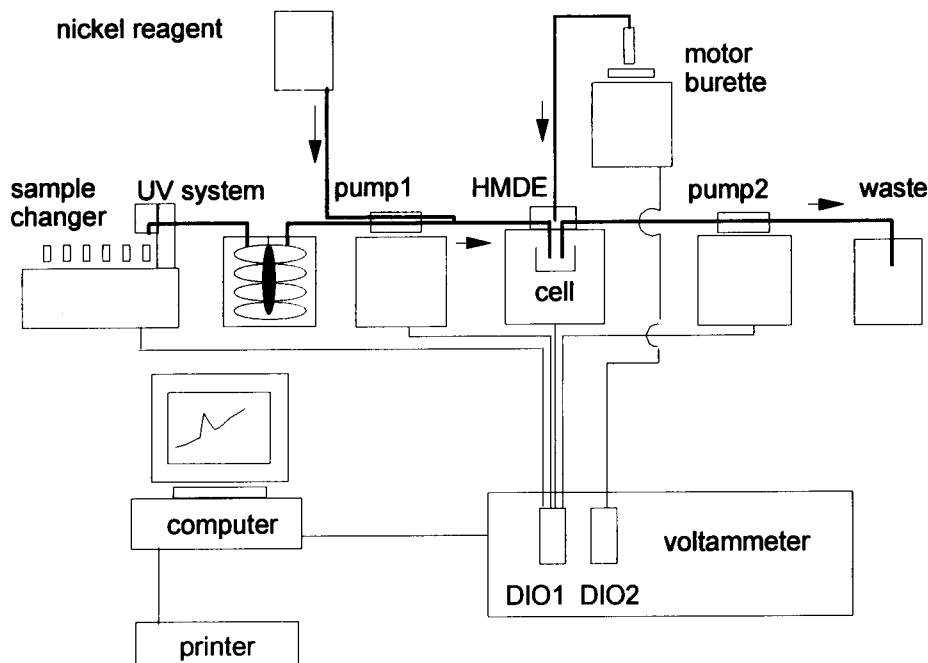 nickel reagent
motor
burette
sample
changer
UV system
pump1
HMDE
pump2
waste
cell
computer
voltammeter
DIO1 DIO2
printer